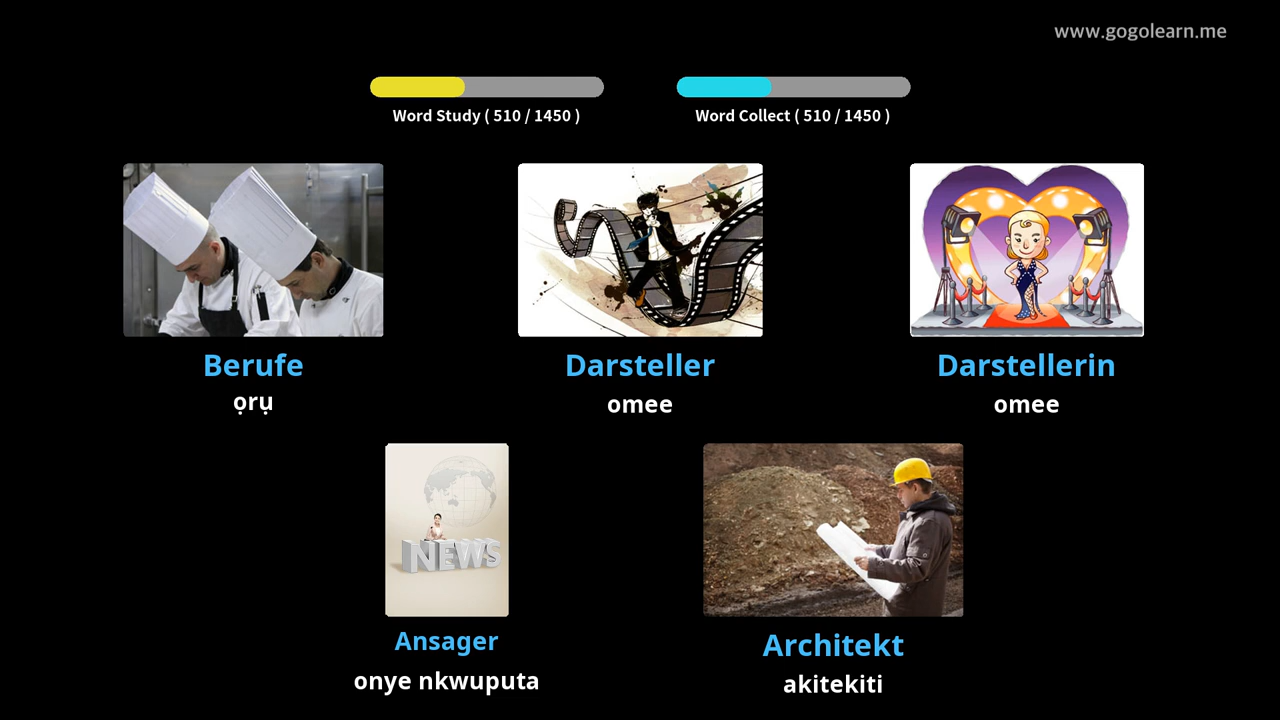 www.gogolearn.me
Word Study ( 510 / 1450 )
Word Collect ( 510 / 1450 )
Berufe
ọrụ
Darsteller
omee
Darstellerin
omee
NEWS
Ansager
onye nkwuputa
Architekt
akitekiti